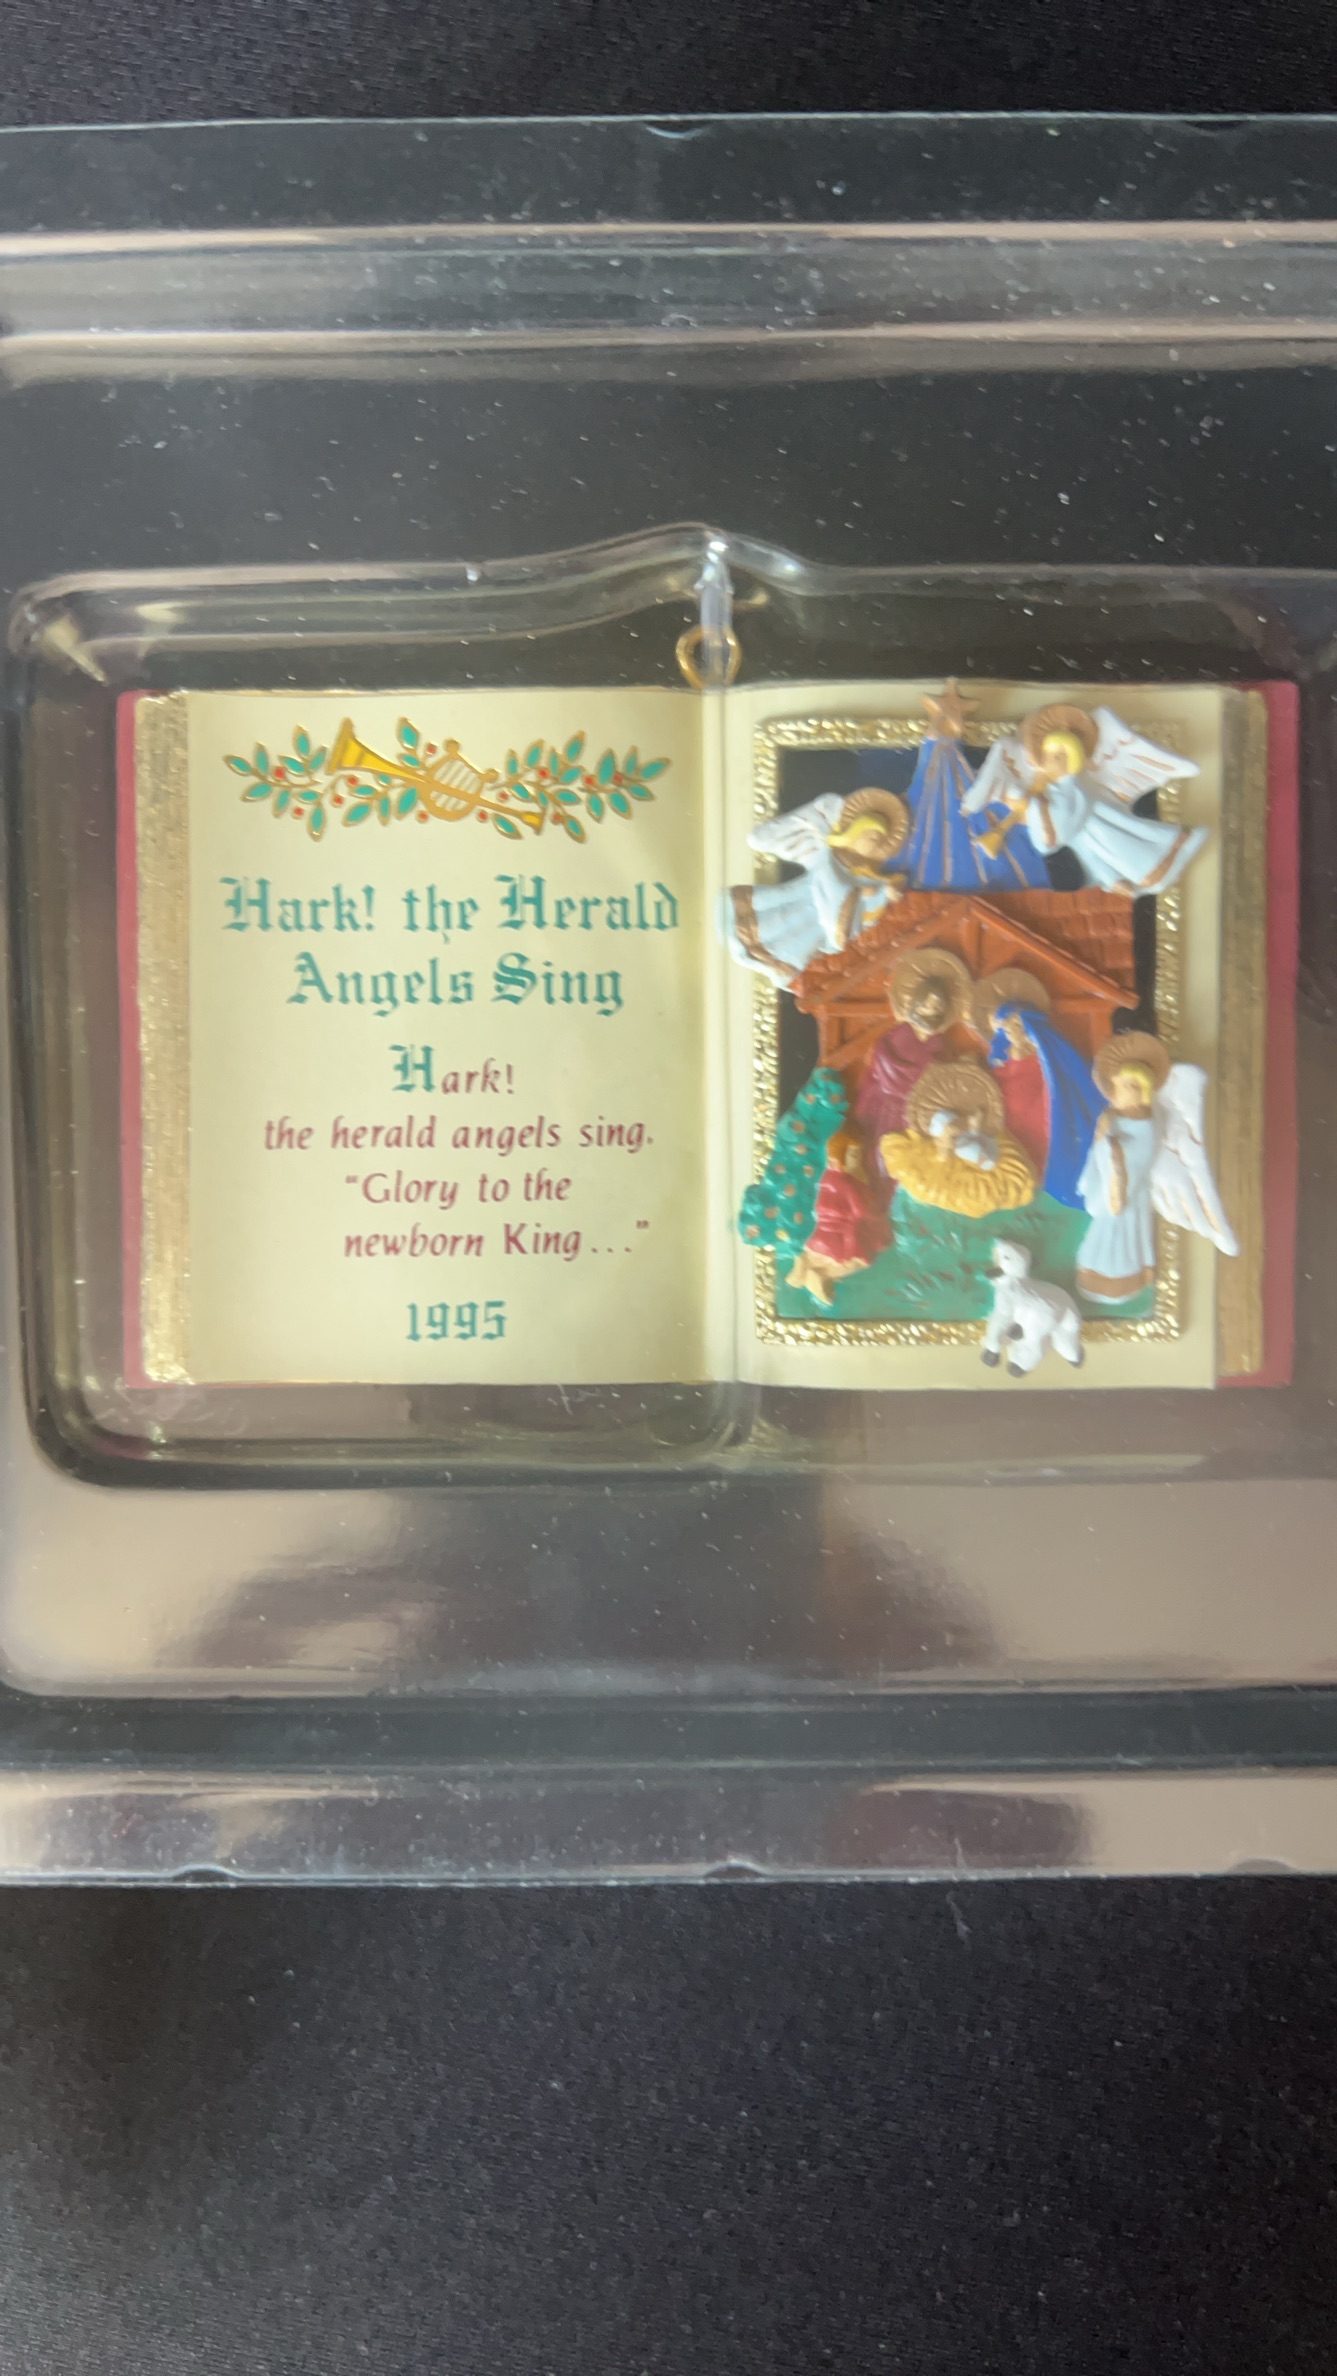 Hark! the Herald
Angels Sing
Hark!
the herald angels sing.
“Glory to the
newborn King...”
1995